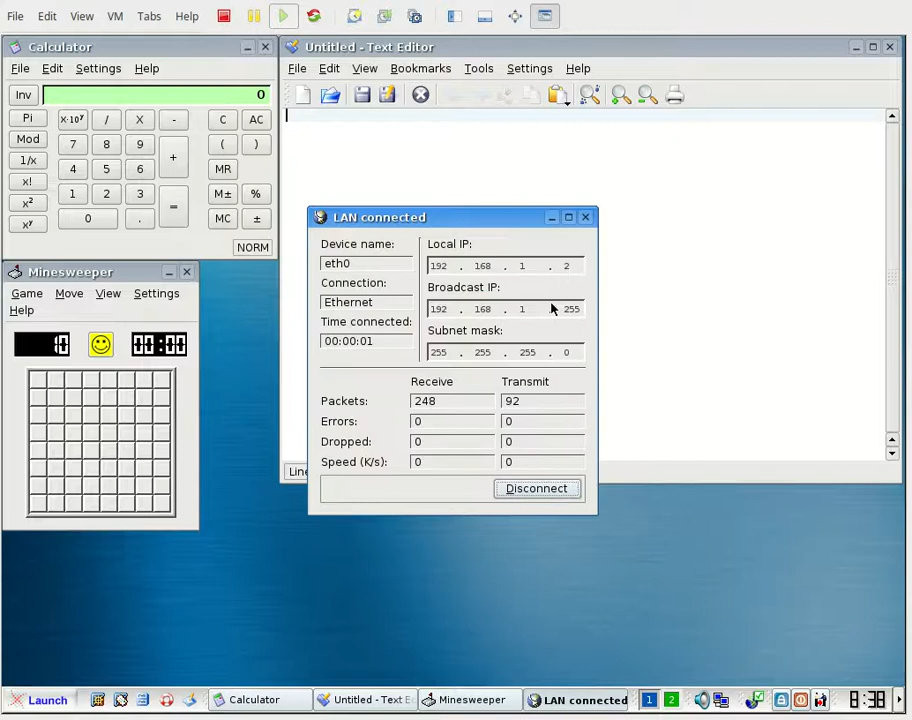 File Edit View VM Tabs Help
Calculator
File Edit Settings Help
Inv 0
Pi X·10ʸ / X - C AC
Mod 7 8 9 + ( )
1/x 4 5 6 MR
x! 1 2 3 = M± %
x² 0 . MC ±
xʸ
NORM
Untitled - Text Editor
File Edit View Bookmarks Tools Settings Help
Minesweeper
Game Move View Settings
Help
LAN connected
Device name:
eth0
Connection:
Ethernet
Time connected:
00:00:01
Local IP:
192 . 168 . 1 . 2
Broadcast IP:
192 . 168 . 1 . 255
Subnet mask:
255 . 255 . 255 . 0
Receive Transmit
Packets: 248 92
Errors: 0 0
Dropped: 0 0
Speed (K/s): 0 0
Disconnect
Launch Calculator Untitled - Text E Minesweeper LAN connected 1 2 8:38